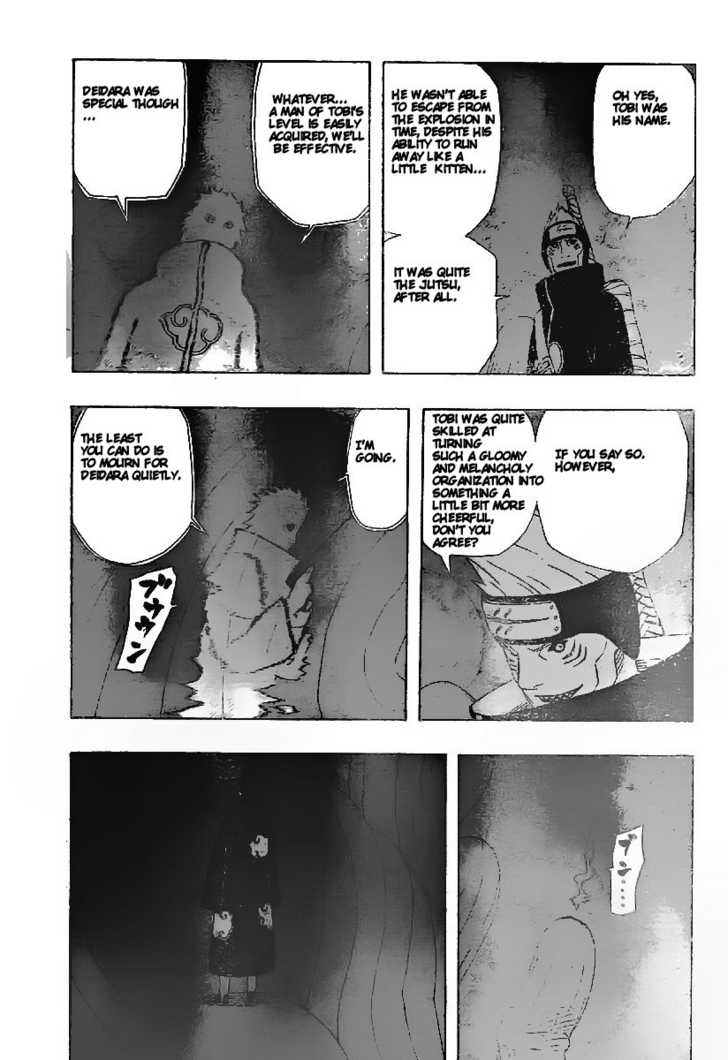 OH YES,
TOBI WAS
HIS NAME.
HE WASN'T ABLE
TO ESCAPE FROM
THE EXPLOSION IN
TIME, DESPITE HIS
ABILITY TO RUN
AWAY LIKE A
LITTLE KITTEN...
IT WAS QUITE
THE JUTSU,
AFTER ALL.
WHATEVER...
A MAN OF TOBI'S
LEVEL IS EASILY
ACQUIRED, WE'LL
BE EFFECTIVE.
DEIDARA WAS
SPECIAL THOUGH
...
IF YOU SAY SO.
HOWEVER,
TOBI WAS QUITE
SKILLED AT
TURNING
SUCH A GLOOMY
AND MELANCHOLY
ORGANIZATION INTO
SOMETHING A
LITTLE BIT MORE
CHEERFUL,
DON'T YOU
AGREE?
I'M
GOING.
THE LEAST
YOU CAN DO IS
TO MOURN FOR
DEIDARA QUIETLY.
ブウウン
ブン……